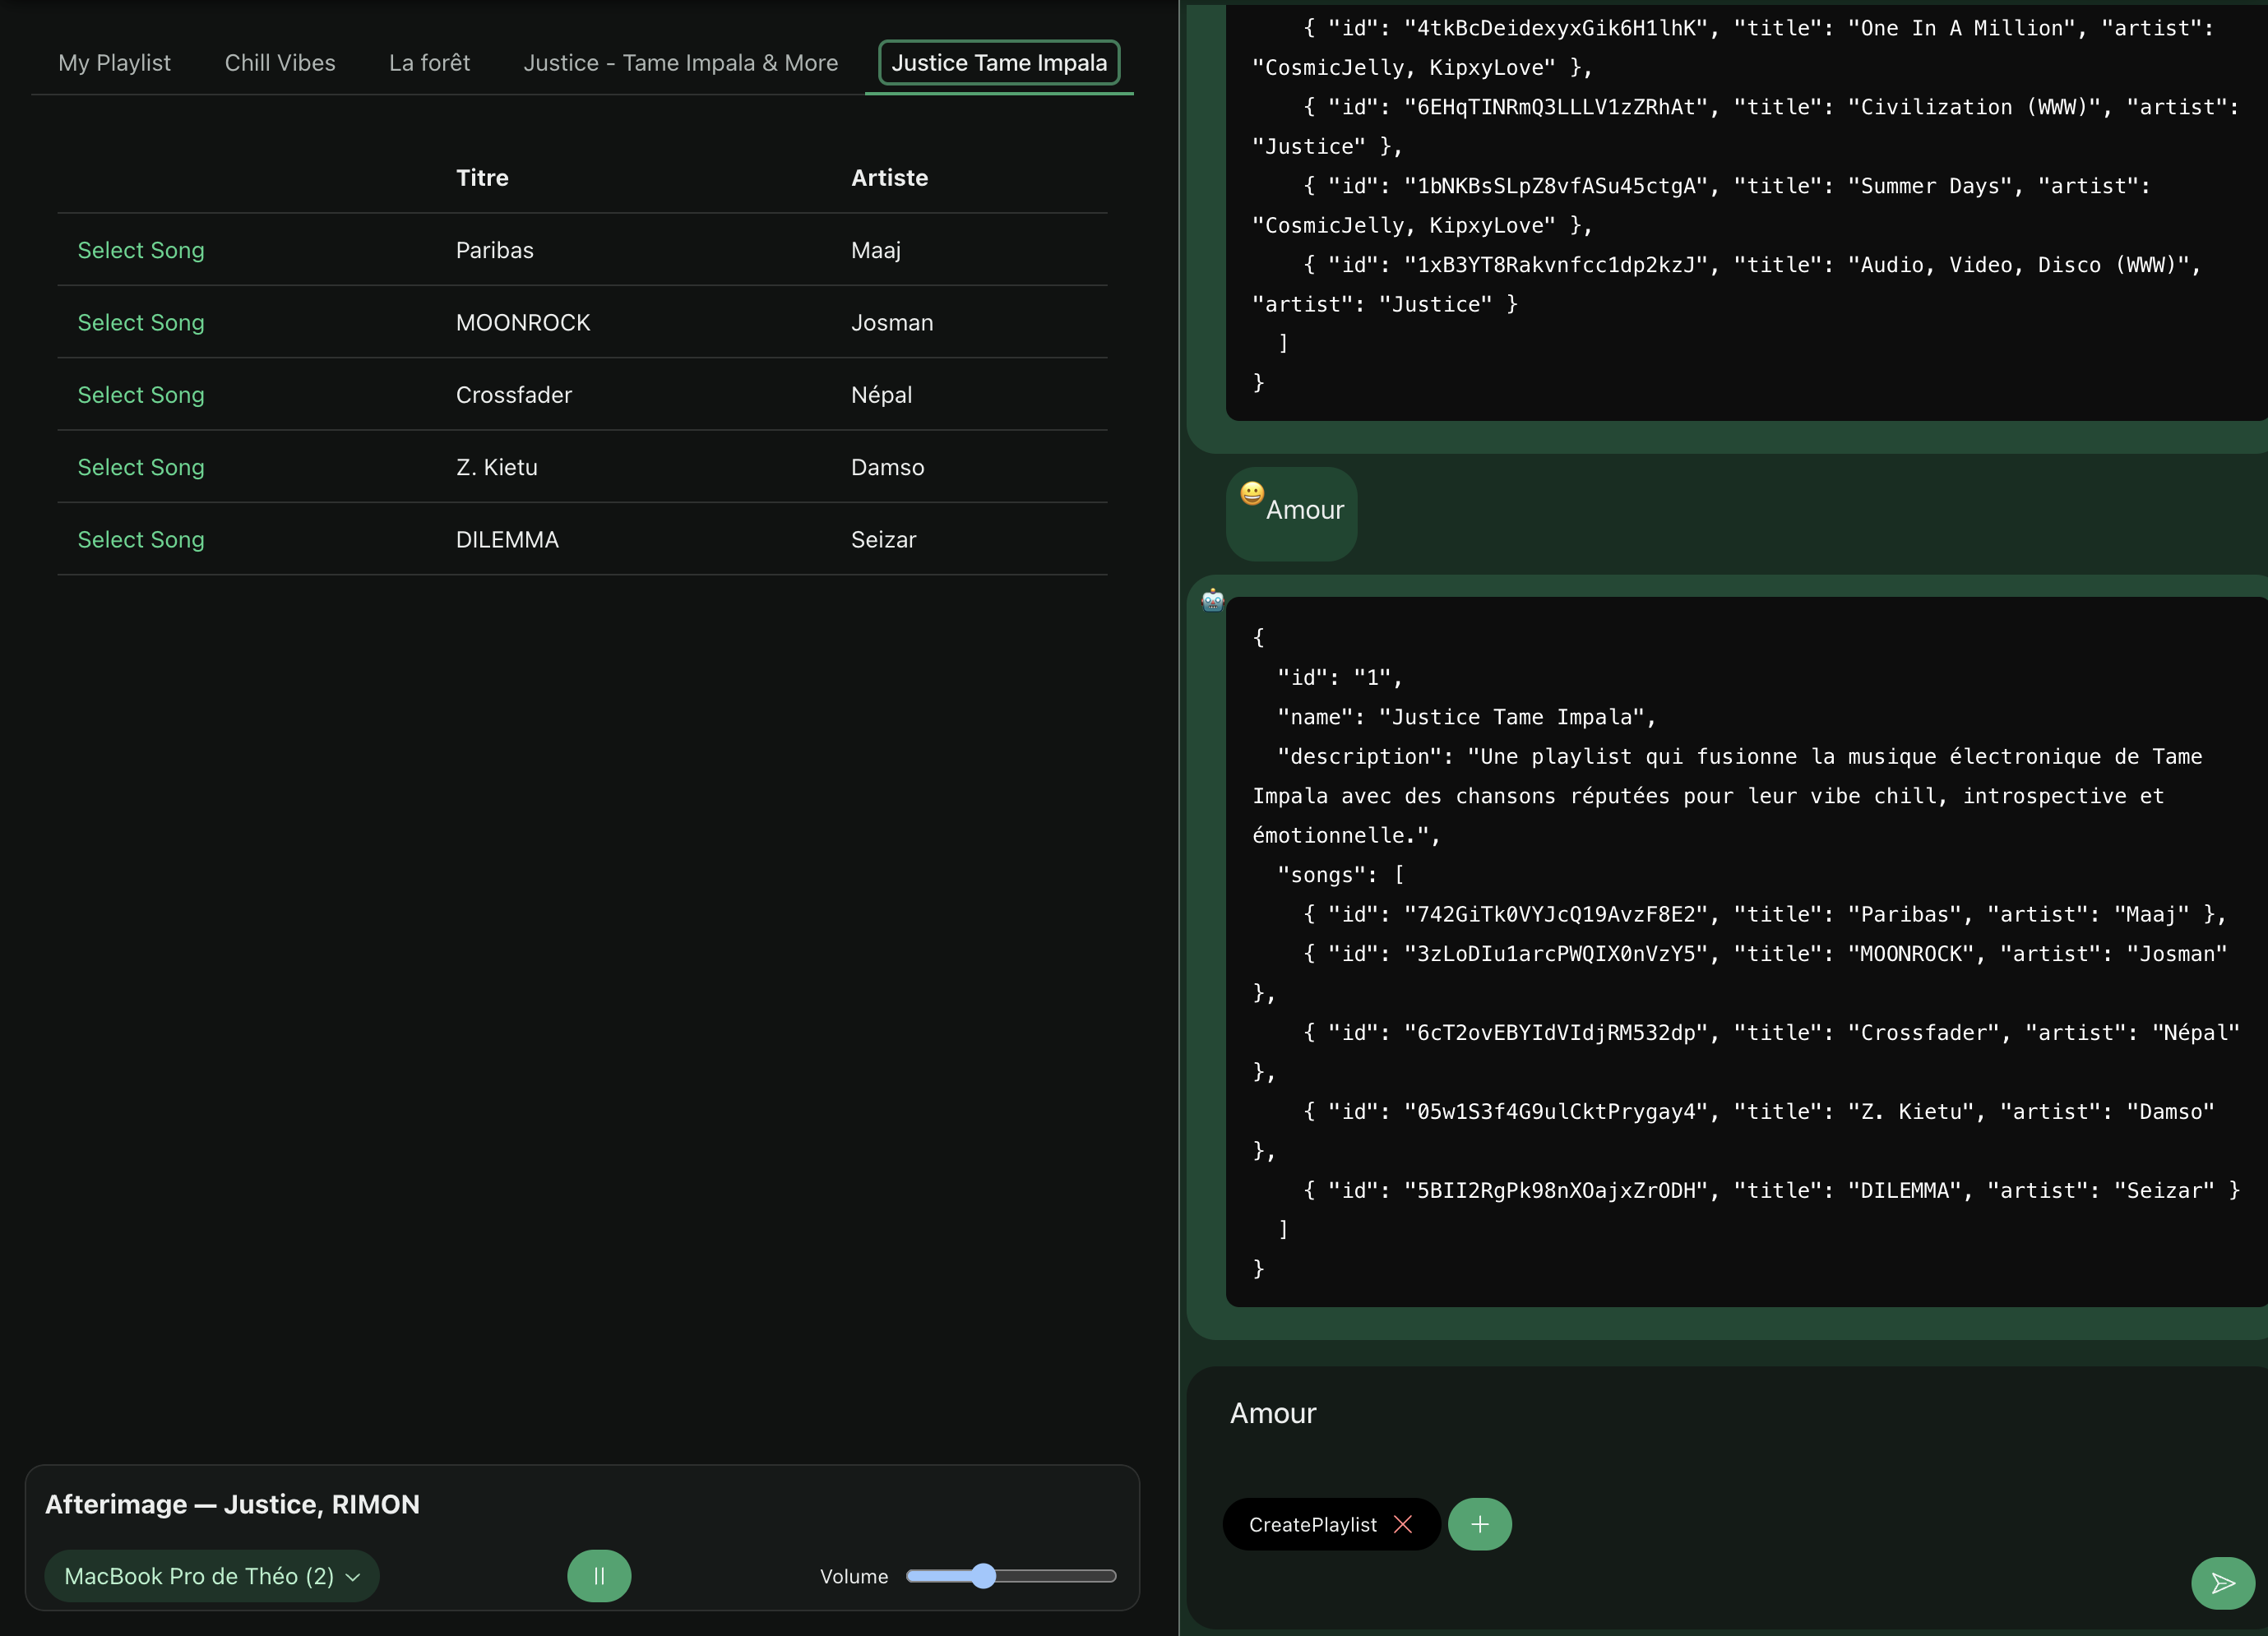 My Playlist Chill Vibes La forêt Justice - Tame Impala & More Justice Tame Impala
Titre Artiste
Select Song Paribas Maaj
Select Song MOONROCK Josman
Select Song Crossfader Népal
Select Song Z. Kietu Damso
Select Song DILEMMA Seizar
Afterimage — Justice, RIMON
MacBook Pro de Théo (2)
Volume
{ "id": "4tkBcDeidexyxGik6H1lhK", "title": "One In A Million", "artist":
"CosmicJelly, KipxyLove" },
{ "id": "6EHqTINRmQ3LLLV1zZRhAt", "title": "Civilization (WWW)", "artist":
"Justice" },
{ "id": "1bNKBsSLpZ8vfASu45ctgA", "title": "Summer Days", "artist":
"CosmicJelly, KipxyLove" },
{ "id": "1xB3YT8Rakvnfcc1dp2kzJ", "title": "Audio, Video, Disco (WWW)",
"artist": "Justice" }
]
}
Amour
{
"id": "1",
"name": "Justice Tame Impala",
"description": "Une playlist qui fusionne la musique électronique de Tame
Impala avec des chansons réputées pour leur vibe chill, introspective et
émotionnelle.",
"songs": [
{ "id": "742GiTk0VYJcQ19AvzF8E2", "title": "Paribas", "artist": "Maaj" },
{ "id": "3zLoDIu1arcPWQIX0nVzY5", "title": "MOONROCK", "artist": "Josman"
},
{ "id": "6cT2ovEBYIdVIdjRM532dp", "title": "Crossfader", "artist": "Népal"
},
{ "id": "05w1S3f4G9ulCktPrygay4", "title": "Z. Kietu", "artist": "Damso"
},
{ "id": "5BII2RgPk98nXOajxZrODH", "title": "DILEMMA", "artist": "Seizar" }
]
}
Amour
CreatePlaylist